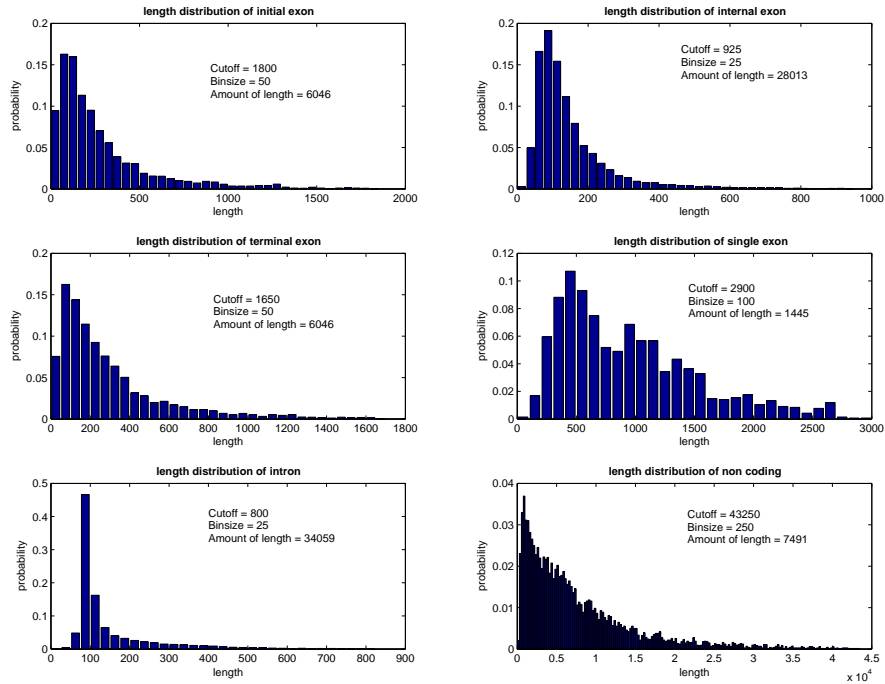 length distribution of initial exon
0.2
0.15
0.1
0.05
0
probability
Cutoff = 1800
Binsize = 50
Amount of length = 6046
0 500 1000 1500 2000
length
length distribution of internal exon
0.2
0.15
0.1
0.05
0
probability
Cutoff = 925
Binsize = 25
Amount of length = 28013
0 200 400 600 800 1000
length
length distribution of terminal exon
0.2
0.15
0.1
0.05
0
probability
Cutoff = 1650
Binsize = 50
Amount of length = 6046
0 200 400 600 800 1000 1200 1400 1600 1800
length
length distribution of single exon
0.12
0.1
0.08
0.06
0.04
0.02
0
probability
Cutoff = 2900
Binsize = 100
Amount of length = 1445
0 500 1000 1500 2000 2500 3000
length
length distribution of intron
0.5
0.4
0.3
0.2
0.1
0
probability
Cutoff = 800
Binsize = 25
Amount of length = 34059
0 100 200 300 400 500 600 700 800 900
length
length distribution of non coding
0.04
0.03
0.02
0.01
0
probability
Cutoff = 43250
Binsize = 250
Amount of length = 7491
0 0.5 1 1.5 2 2.5 3 3.5 4 4.5
length
x 10^4